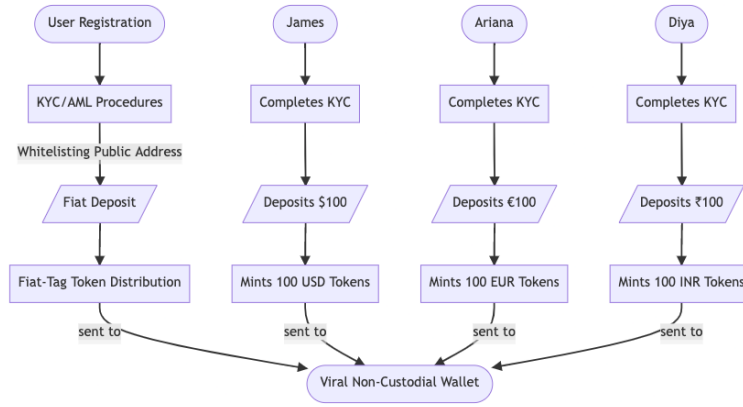 User Registration
James
Ariana
Diya
KYC/AML Procedures
Completes KYC
Completes KYC
Completes KYC
Whitelisting Public Address
Fiat Deposit
Deposits $100
Deposits €100
Deposits ₹100
Fiat-Tag Token Distribution
Mints 100 USD Tokens
Mints 100 EUR Tokens
Mints 100 INR Tokens
sent to
sent to
sent to
sent to
Viral Non-Custodial Wallet